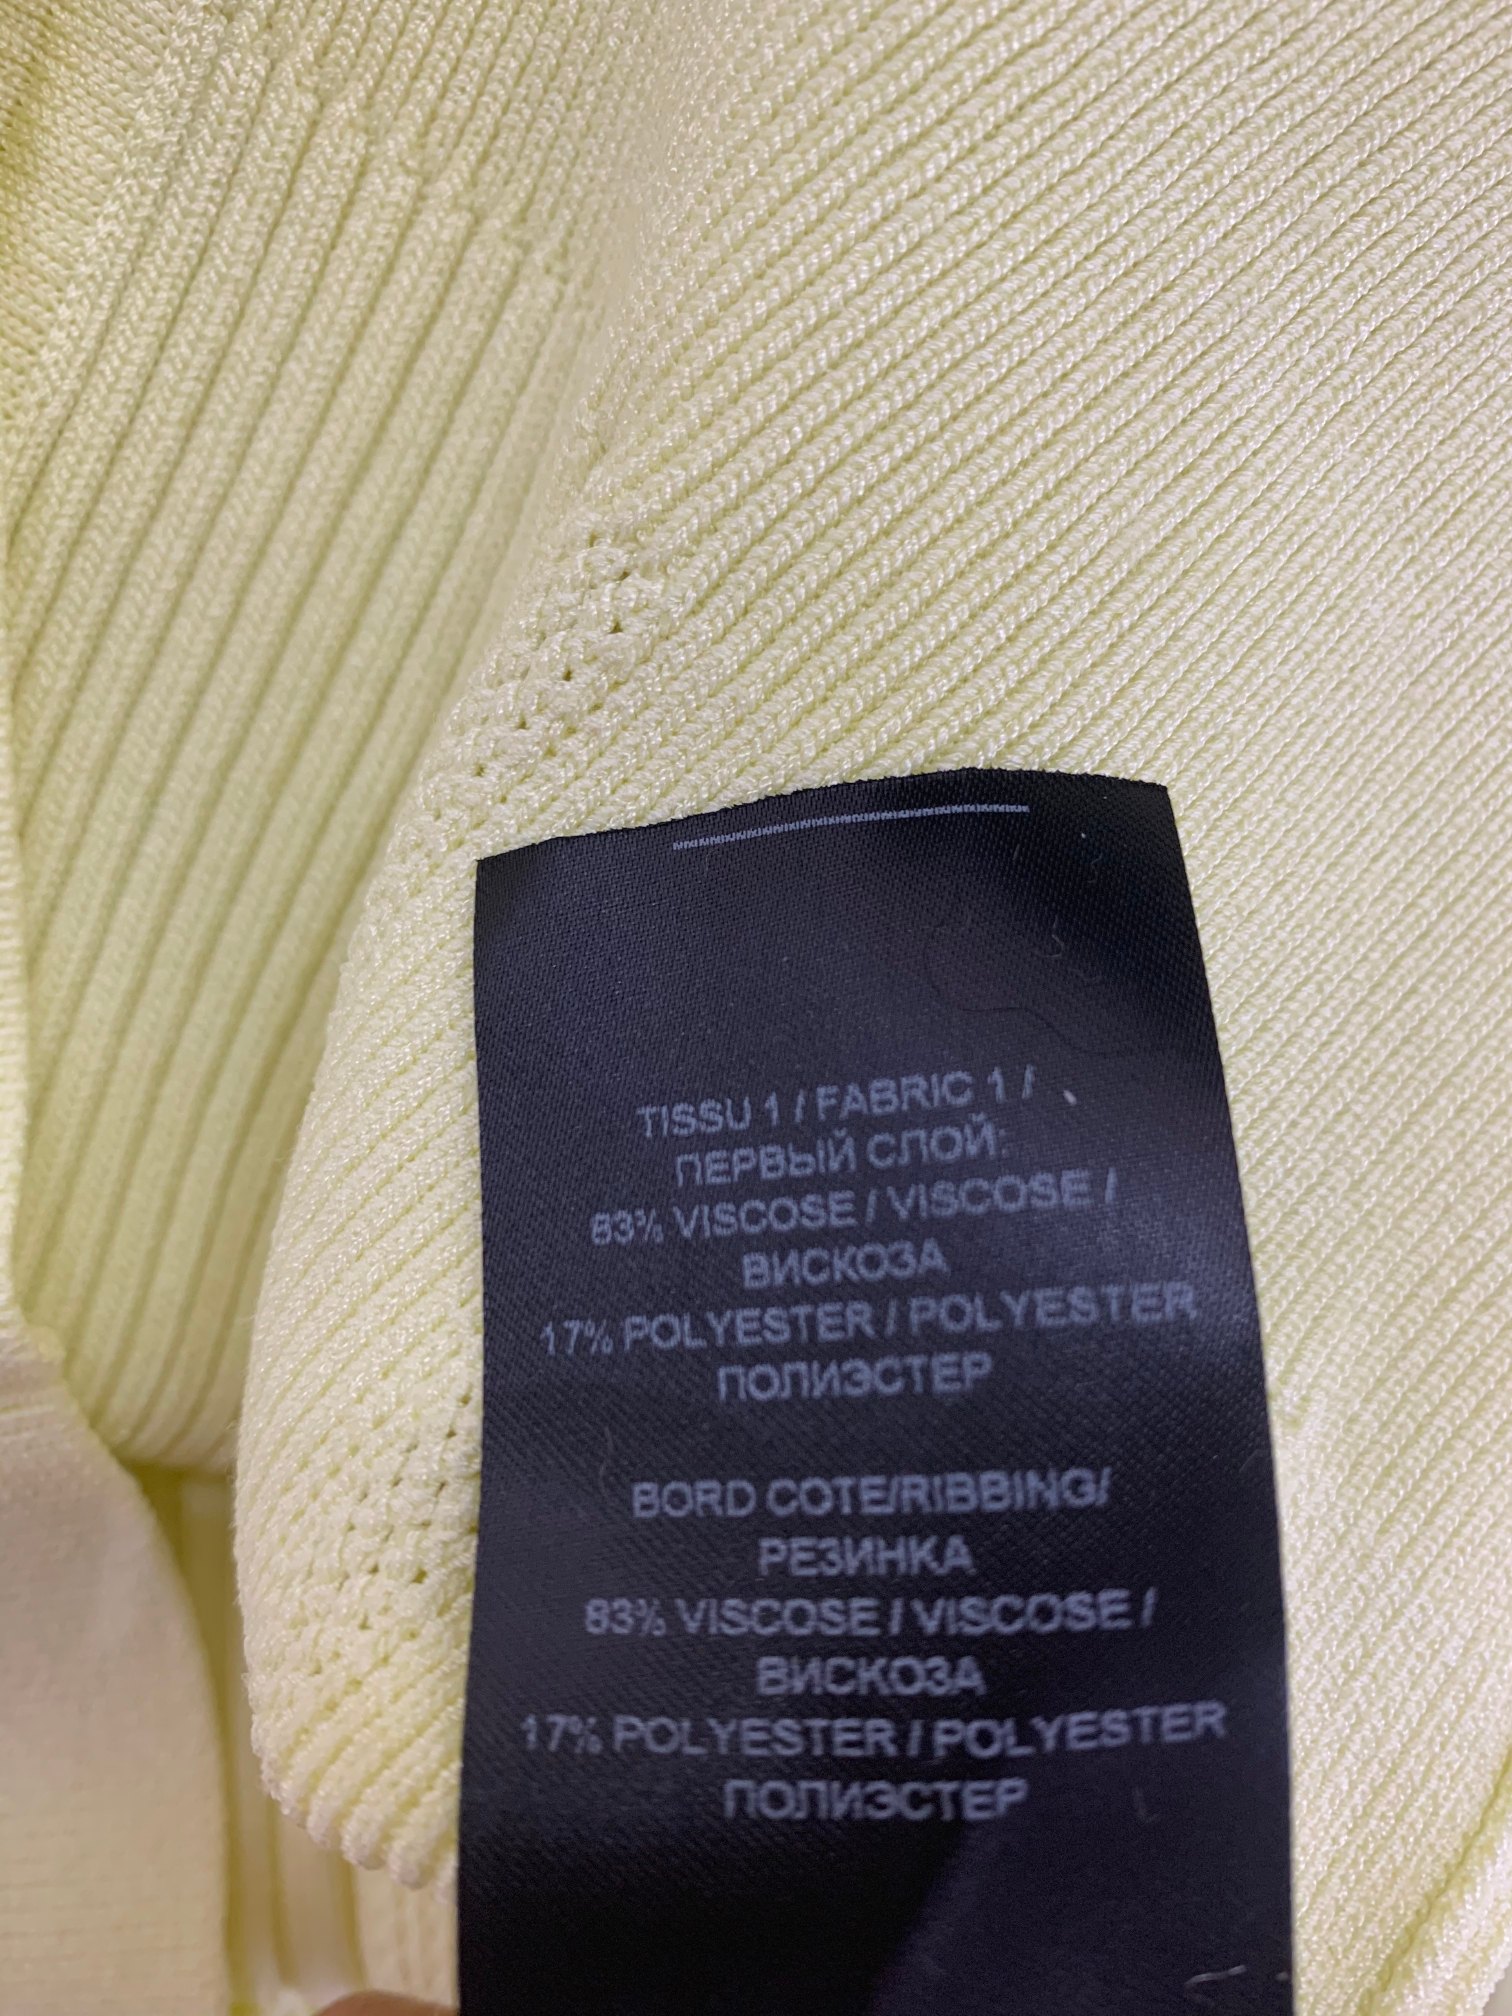 TISSU 1 / FABRIC 1 /
ПЕРВЫЙ СЛОЙ:
83% VISCOSE / VISCOSE /
ВИСКОЗА
17% POLYESTER / POLYESTER
ПОЛИЭСТЕР
BORD COTE/RIBBING/
РЕЗИНКА
83% VISCOSE / VISCOSE /
ВИСКОЗА
17% POLYESTER / POLYESTER
ПОЛИЭСТЕР